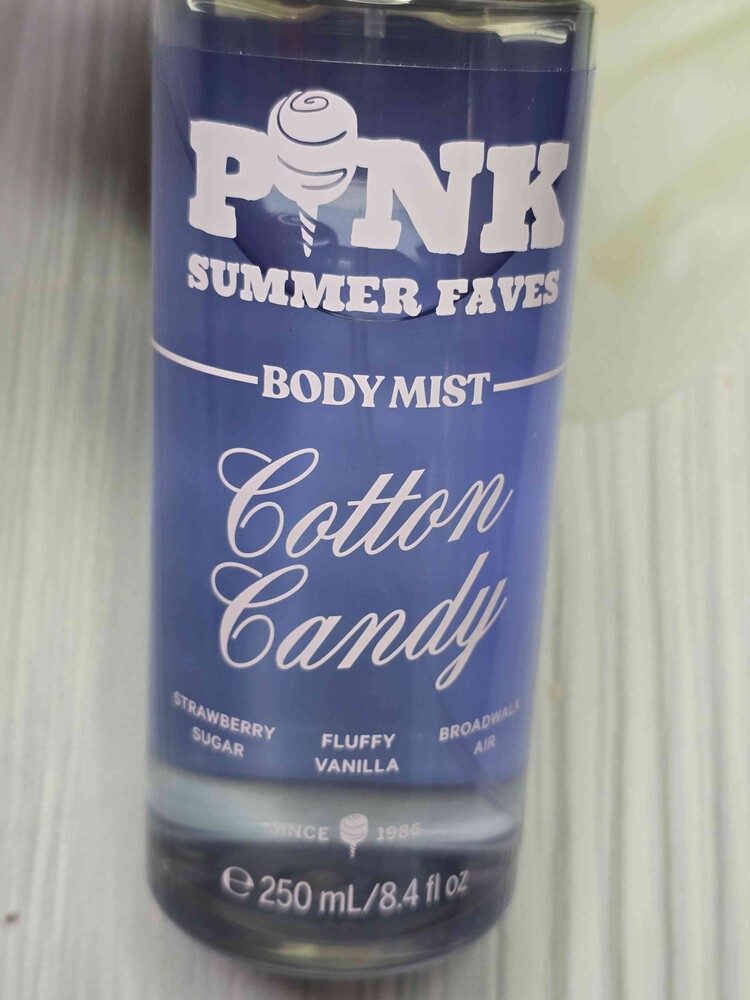 PINK
SUMMER FAVES
BODY MIST
Cotton
Candy
STRAWBERRY
SUGAR
FLUFFY
VANILLA
BROADWALK
AIR
SINCE 1986
℮ 250 mL/8.4 fl oz